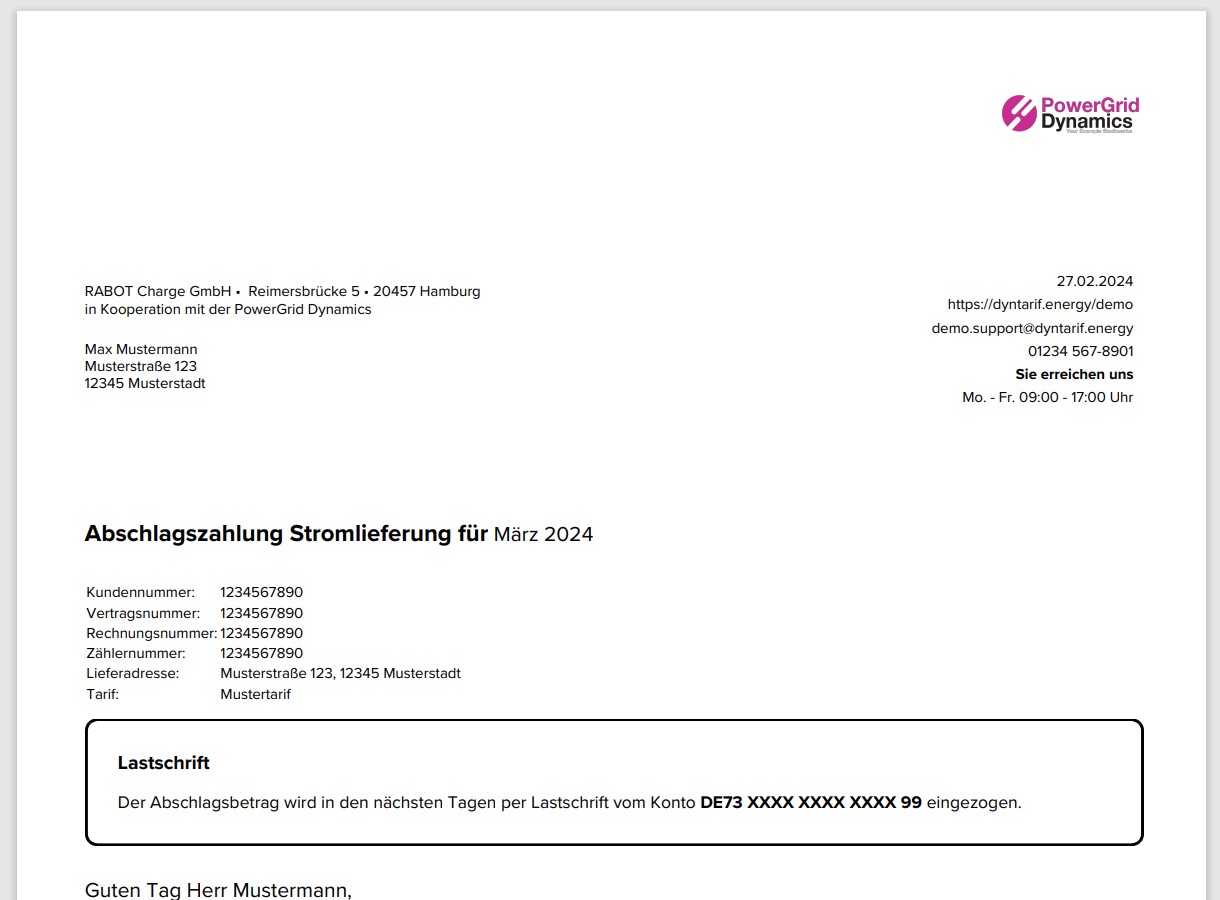 PowerGrid
Dynamics
RABOT Charge GmbH • Reimersbrücke 5 • 20457 Hamburg
in Kooperation mit der PowerGrid Dynamics
Max Mustermann
Musterstraße 123
12345 Musterstadt
27.02.2024
https://dyntarif.energy/demo
demo.support@dyntarif.energy
01234 567-8901
Sie erreichen uns
Mo. - Fr. 09:00 - 17:00 Uhr
Abschlagszahlung Stromlieferung für März 2024
Kundennummer: 1234567890
Vertragsnummer: 1234567890
Rechnungsnummer: 1234567890
Zählernummer: 1234567890
Lieferadresse: Musterstraße 123, 12345 Musterstadt
Tarif: Mustertarif
Lastschrift
Der Abschlagsbetrag wird in den nächsten Tagen per Lastschrift vom Konto DE73 XXXX XXXX XXXX 99 eingezogen.
Guten Tag Herr Mustermann,